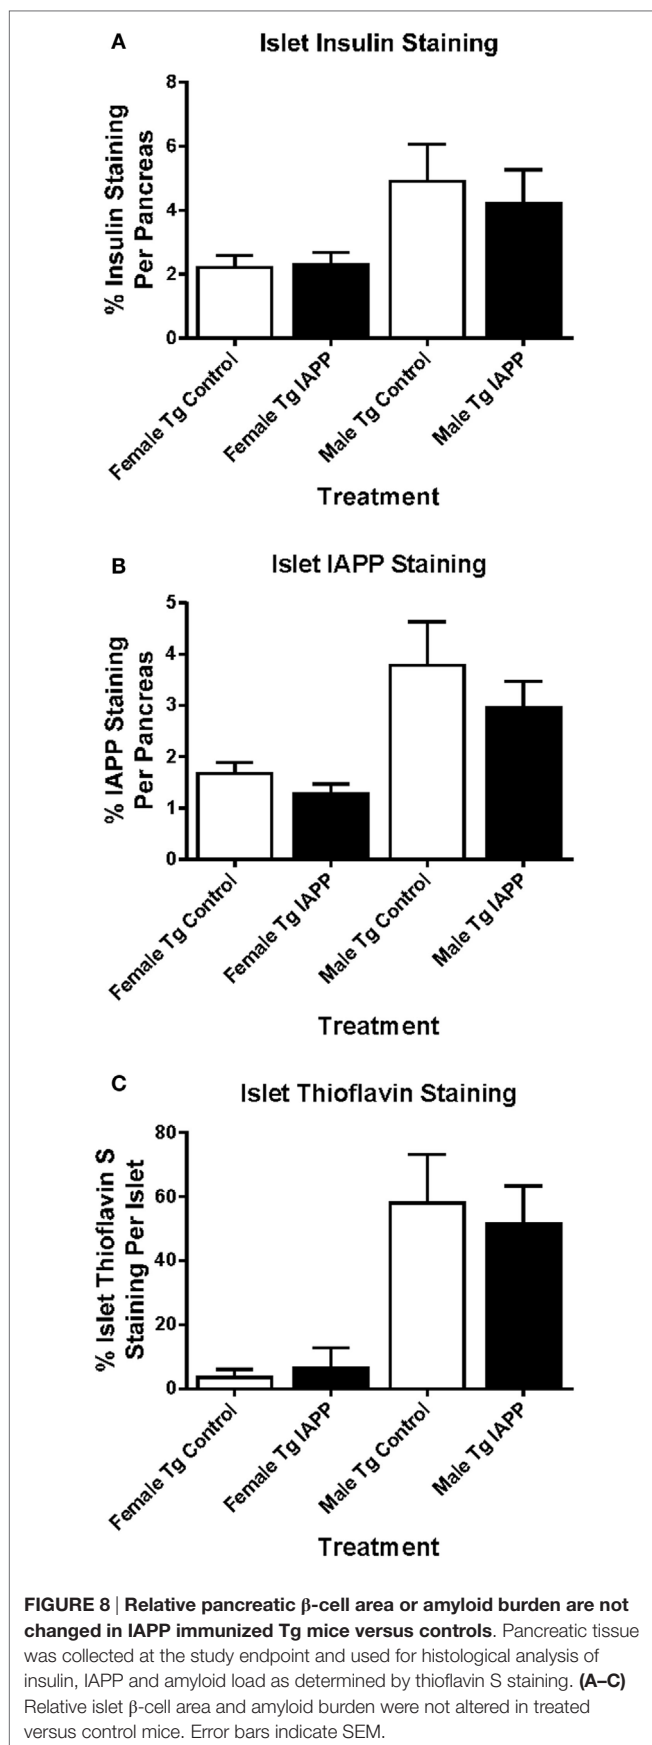 A
Islet Insulin Staining
% Insulin Staining
Per Pancreas
8
6
4
2
0
Female Tg Control
Female Tg IAPP
Male Tg Control
Male Tg IAPP
Treatment
B
Islet IAPP Staining
% IAPP Staining
Per Pancreas
5
4
3
2
1
0
Female Tg Control
Female Tg IAPP
Male Tg Control
Male Tg IAPP
Treatment
C
Islet Thioflavin Staining
% Islet Thioflavin S
Staining Per Islet
80
60
40
20
0
Female Tg Control
Female Tg IAPP
Male Tg Control
Male Tg IAPP
Treatment
FIGURE 8 | Relative pancreatic β-cell area or amyloid burden are not
changed in IAPP immunized Tg mice versus controls. Pancreatic tissue
was collected at the study endpoint and used for histological analysis of
insulin, IAPP and amyloid load as determined by thioflavin S staining. (A–C)
Relative islet β-cell area and amyloid burden were not altered in treated
versus control mice. Error bars indicate SEM.